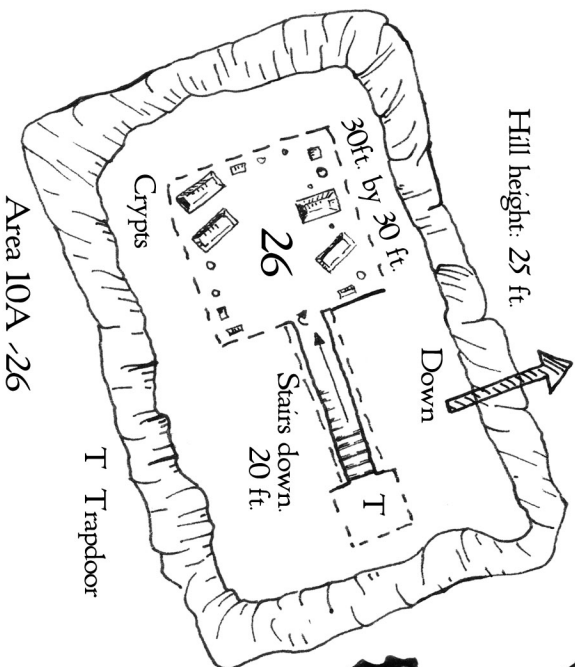 Hill height: 25 ft.
Down
30ft. by 30 ft.
26
T
Stairs down.
20 ft.
Crypts
T Trapdoor
Area 10A -26